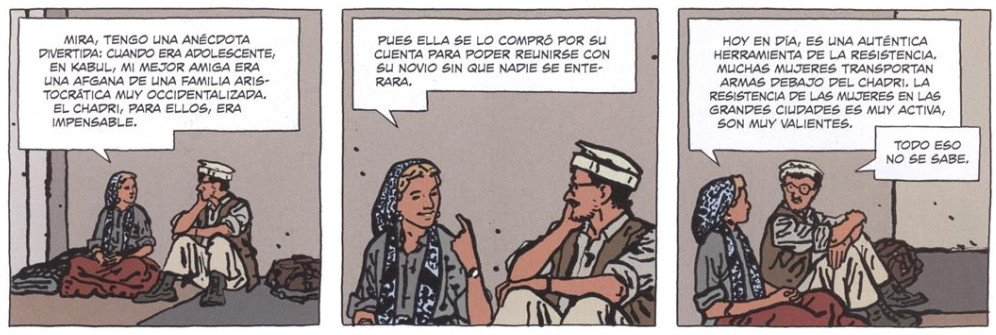 MIRA, TENGO UNA ANÉCDOTA
DIVERTIDA: CUANDO ERA ADOLESCENTE,
EN KABUL, MI MEJOR AMIGA ERA
UNA AFGANA DE UNA FAMILIA ARIS-
TOCRÁTICA MUY OCCIDENTALIZADA.
EL CHADRI, PARA ELLOS, ERA
IMPENSABLE.
PUES ELLA SE LO COMPRÓ POR SU
CUENTA PARA PODER REUNIRSE CON
SU NOVIO SIN QUE NADIE SE ENTE-
RARA.
HOY EN DÍA, ES UNA AUTÉNTICA
HERRAMIENTA DE LA RESISTENCIA.
MUCHAS MUJERES TRANSPORTAN
ARMAS DEBAJO DEL CHADRI. LA
RESISTENCIA DE LAS MUJERES EN LAS
GRANDES CIUDADES ES MUY ACTIVA,
SON MUY VALIENTES.
TODO ESO
NO SE SABE.